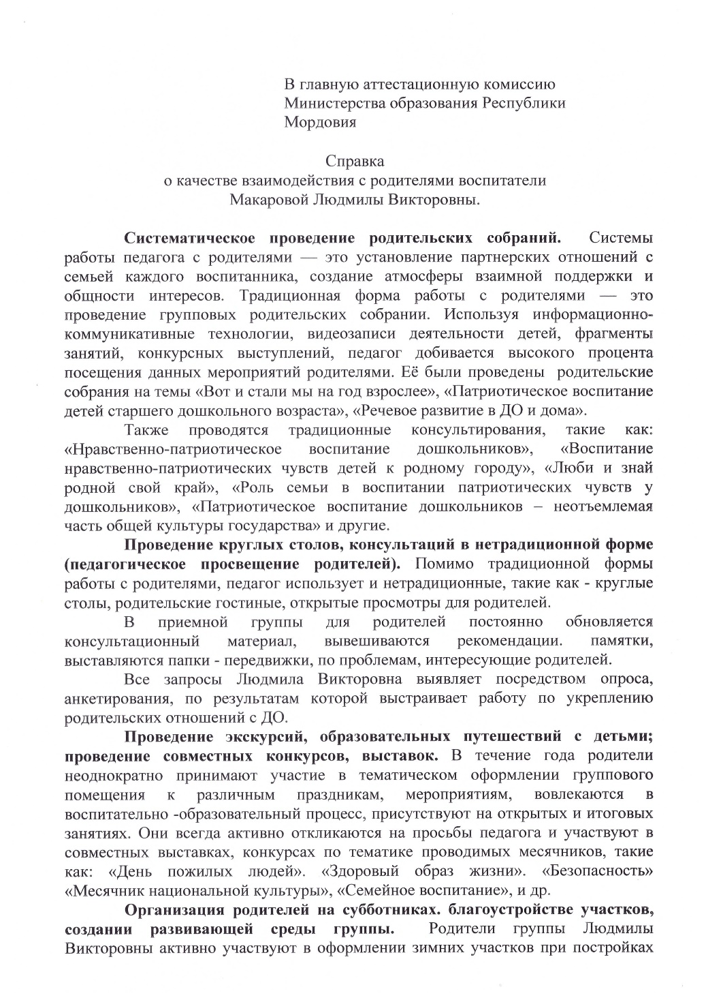 В главную аттестационную комиссию
Министерства образования Республики
Мордовия
Справка
о качестве взаимодействия с родителями воспитатели
Макаровой Людмилы Викторовны.
Систематическое проведение родительских собраний. Системы
работы педагога с родителями — это установление партнерских отношений с
семьей каждого воспитанника, создание атмосферы взаимной поддержки и
общности интересов. Традиционная форма работы с родителями — это
проведение групповых родительских собрании. Используя информационно-
коммуникативные технологии, видеозаписи деятельности детей, фрагменты
занятий, конкурсных выступлений, педагог добивается высокого процента
посещения данных мероприятий родителями. Её были проведены родительские
собрания на темы «Вот и стали мы на год взрослее», «Патриотическое воспитание
детей старшего дошкольного возраста», «Речевое развитие в ДО и дома».
Также проводятся традиционные консультирования, такие как:
«Нравственно-патриотическое воспитание дошкольников», «Воспитание
нравственно-патриотических чувств детей к родному городу», «Люби и знай
родной свой край», «Роль семьи в воспитании патриотических чувств у
дошкольников», «Патриотическое воспитание дошкольников – неотъемлемая
часть общей культуры государства» и другие.
Проведение круглых столов, консультаций в нетрадиционной форме
(педагогическое просвещение родителей). Помимо традиционной формы
работы с родителями, педагог использует и нетрадиционные, такие как - круглые
столы, родительские гостиные, открытые просмотры для родителей.
В приемной группы для родителей постоянно обновляется
консультационный материал, вывешиваются рекомендации. памятки,
выставляются папки - передвижки, по проблемам, интересующие родителей.
Все запросы Людмила Викторовна выявляет посредством опроса,
анкетирования, по результатам которой выстраивает работу по укреплению
родительских отношений с ДО.
Проведение экскурсий, образовательных путешествий с детьми;
проведение совместных конкурсов, выставок. В течение года родители
неоднократно принимают участие в тематическом оформлении группового
помещения к различным праздникам, мероприятиям, вовлекаются в
воспитательно -образовательный процесс, присутствуют на открытых и итоговых
занятиях. Они всегда активно откликаются на просьбы педагога и участвуют в
совместных выставках, конкурсах по тематике проводимых месячников, такие
как: «День пожилых людей». «Здоровый образ жизни». «Безопасность»
«Месячник национальной культуры», «Семейное воспитание», и др.
Организация родителей на субботниках. благоустройстве участков,
создании развивающей среды группы. Родители группы Людмилы
Викторовны активно участвуют в оформлении зимних участков при постройках